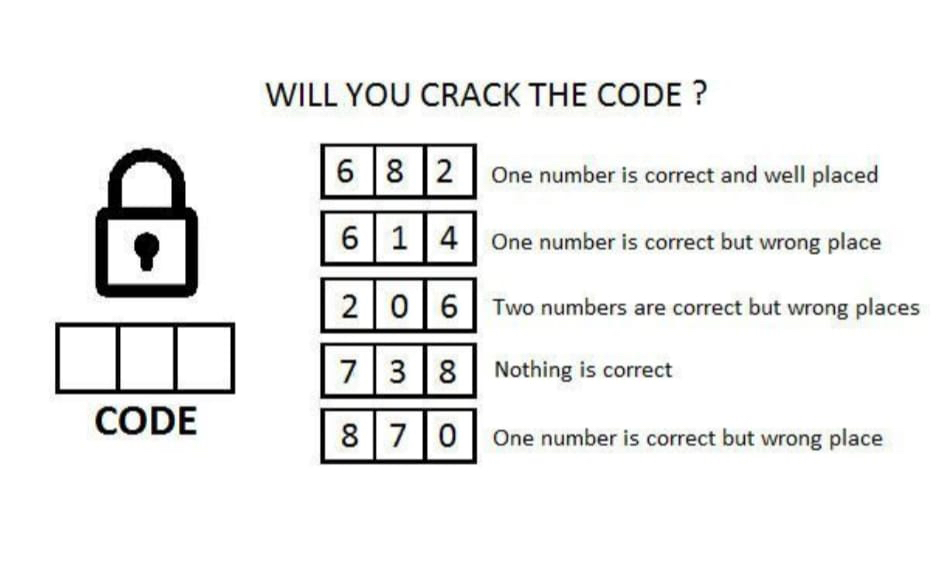 WILL YOU CRACK THE CODE ?
6 8 2 One number is correct and well placed
6 1 4 One number is correct but wrong place
2 0 6 Two numbers are correct but wrong places
7 3 8 Nothing is correct
8 7 0 One number is correct but wrong place
CODE